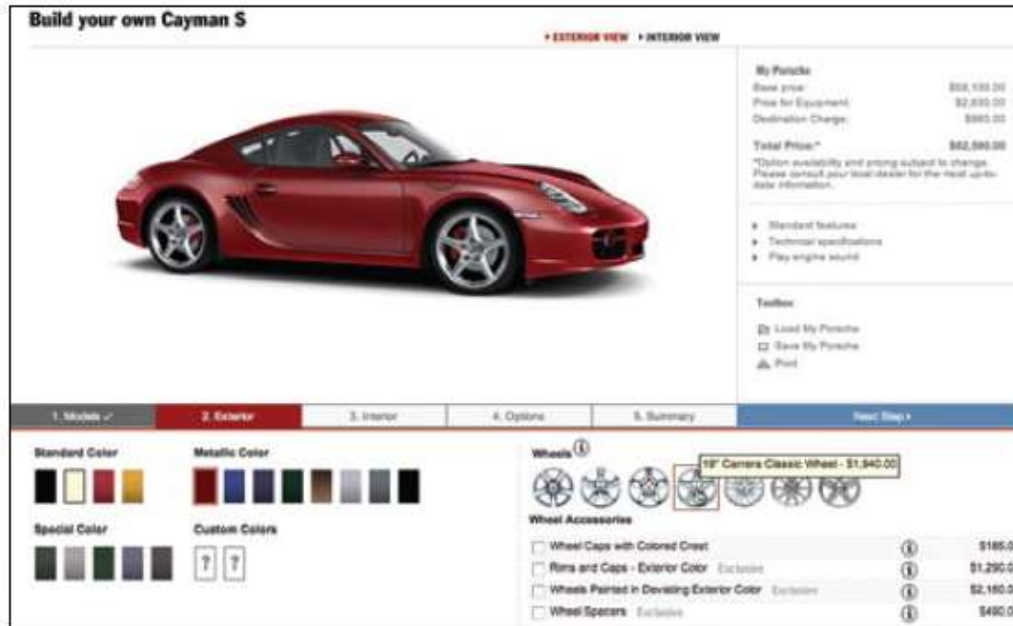 Build your own Cayman S
EXTERIOR VIEW INTERIOR VIEW
My Porsche
Base price:
Price for Equipment:
Destination Charge:
Total Price:*
*Option availability and pricing subject to change.
Please consult your local dealer for the most up-to-
date information.
Standard features
Technical specifications
Play engine sound
Toolbox
Load My Porsche
Save My Porsche
Print
1. Models 2. Exterior 3. Interior 4. Options 5. Summary Next Step
Standard Color Metallic Color
Special Color Custom Colors
? ?
Wheels i
19" Carrera Classic Wheel - $1,940.00
Wheel Accessories
Wheel Caps with Colored Crest i $185.0
Rims and Caps - Exterior Color Exclusive i $1,290.0
Wheels Painted in Deviating Exterior Color Exclusive i $2,180.0
Wheel Spacers Exclusive i $490.0